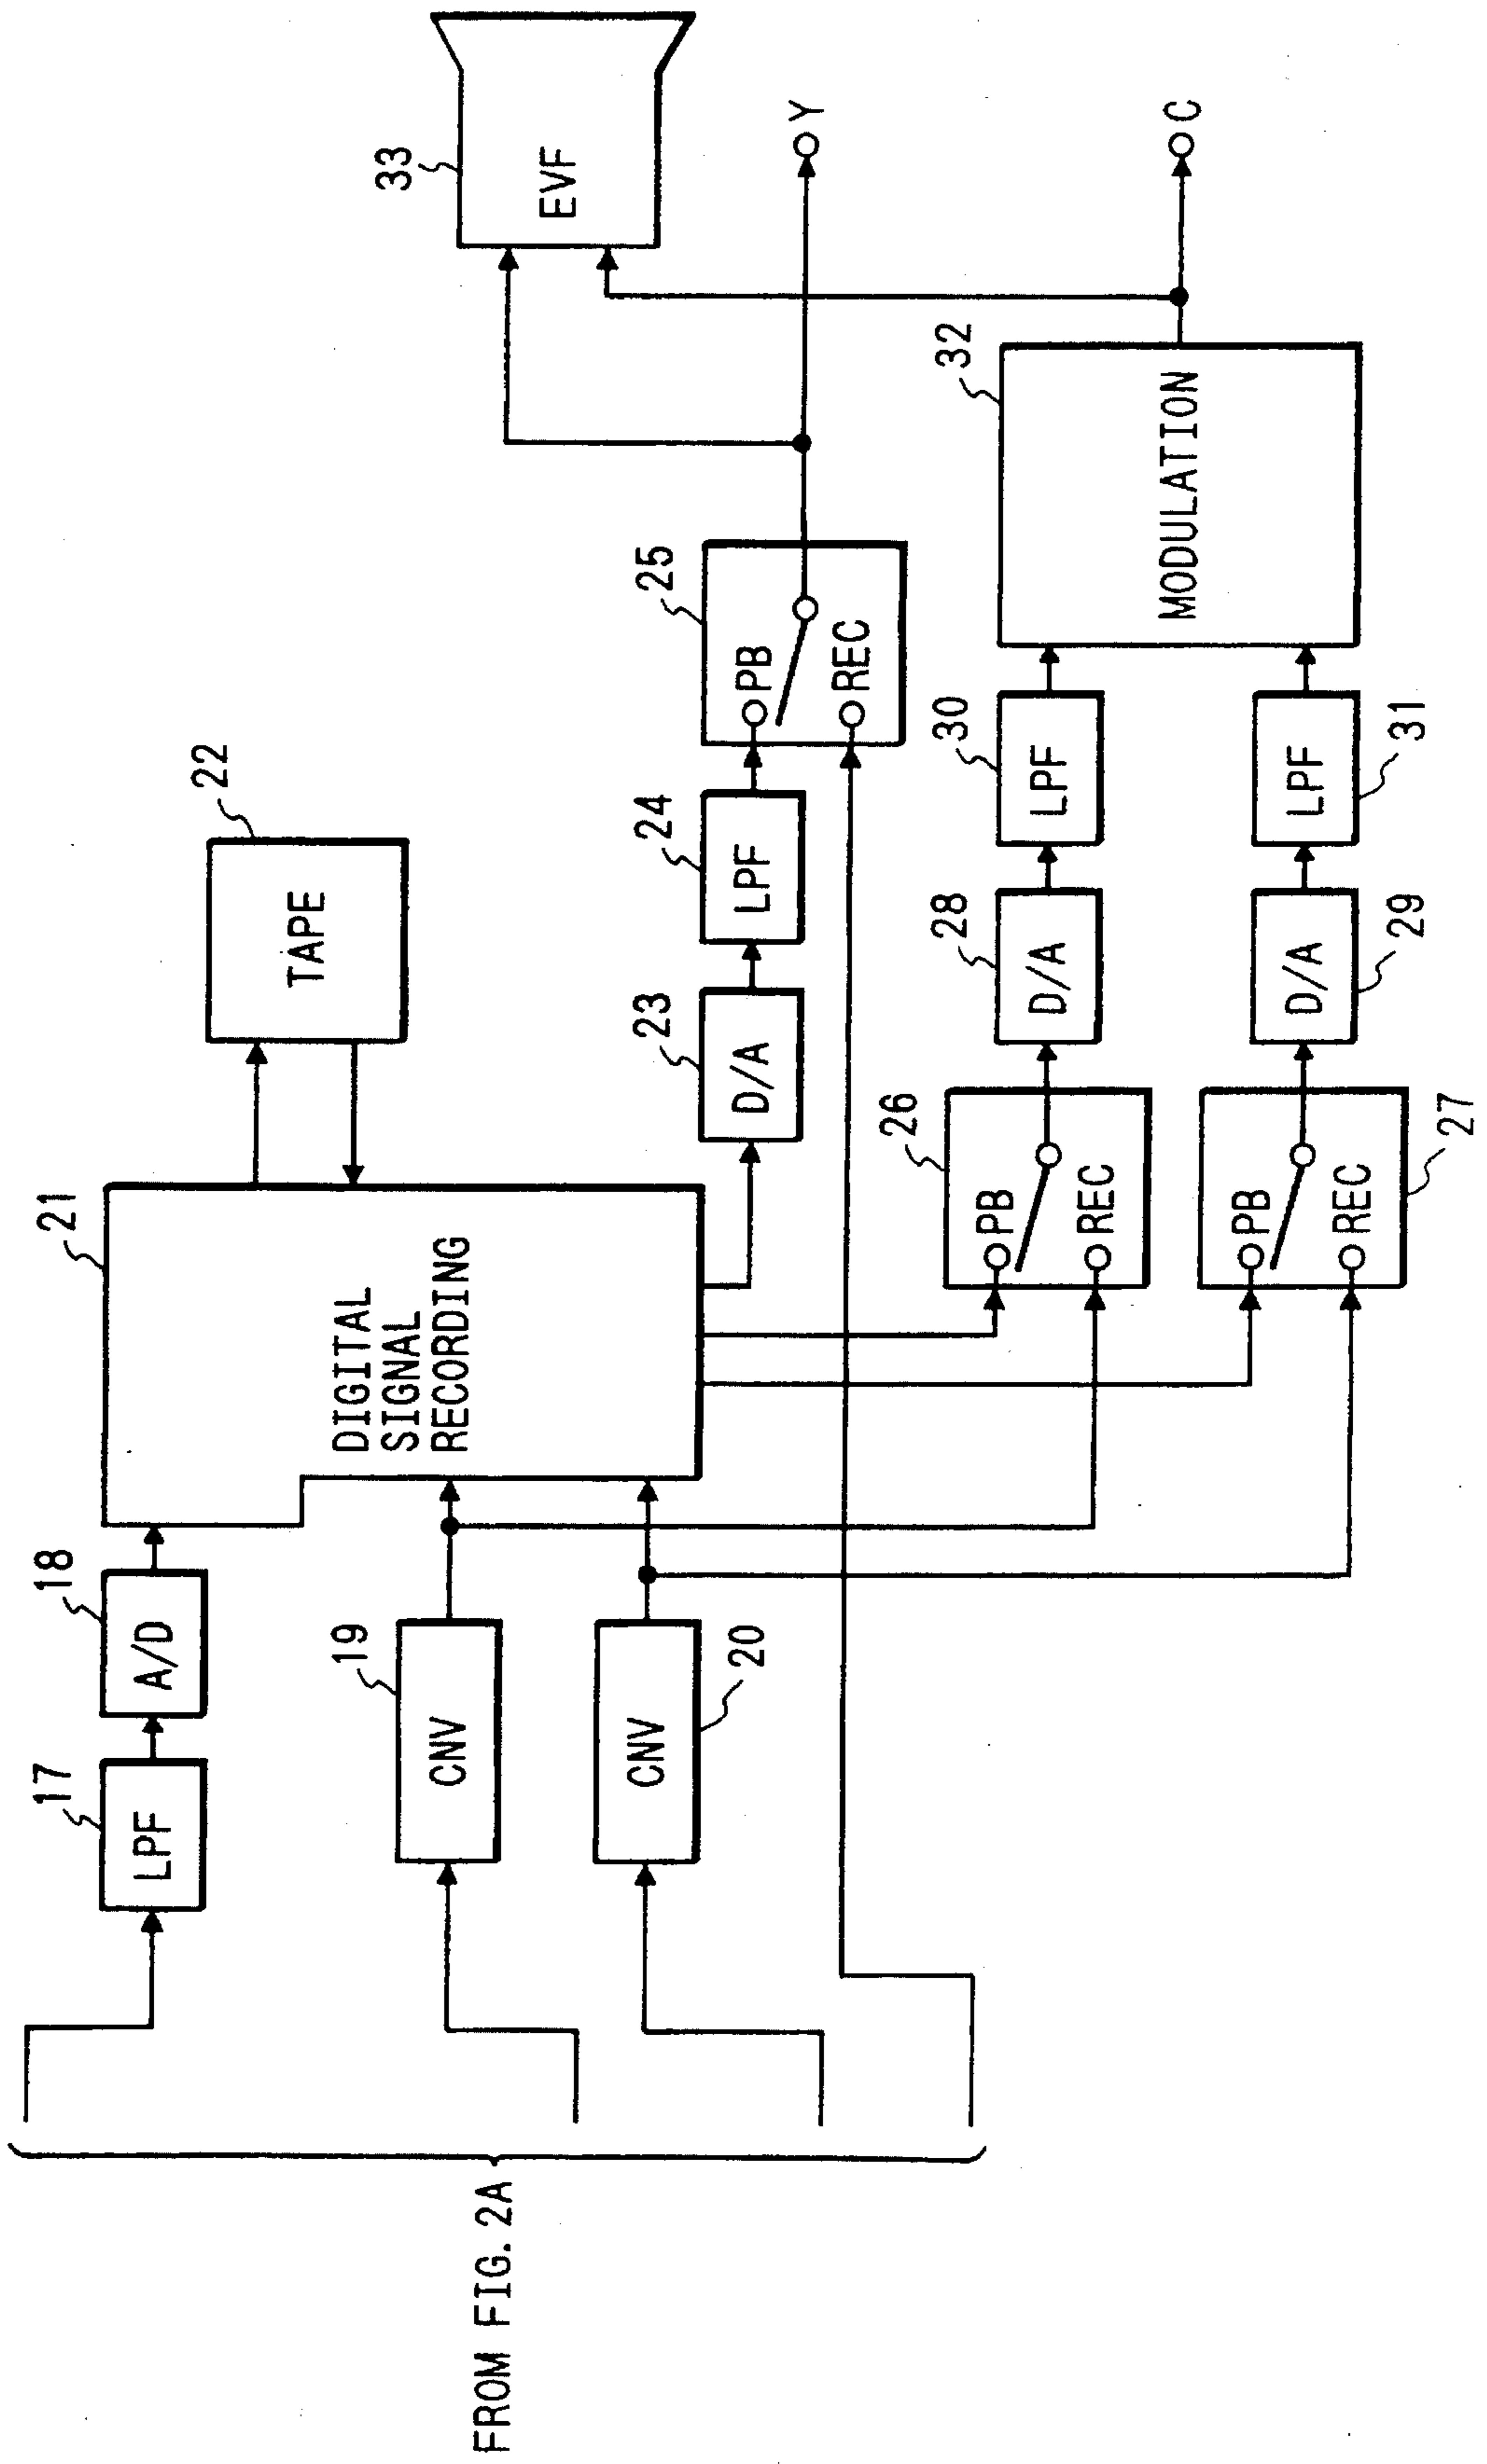 FROM FIG. 2A
17
LPF
18
A/D
19
CNV
20
CNV
21
DIGITAL
SIGNAL
RECORDING
22
TAPE
23
D/A
24
LPF
25
PB
REC
26
PB
REC
27
PB
REC
28
D/A
29
D/A
30
LPF
31
LPF
32
MODULATION
33
EVF
Y
C